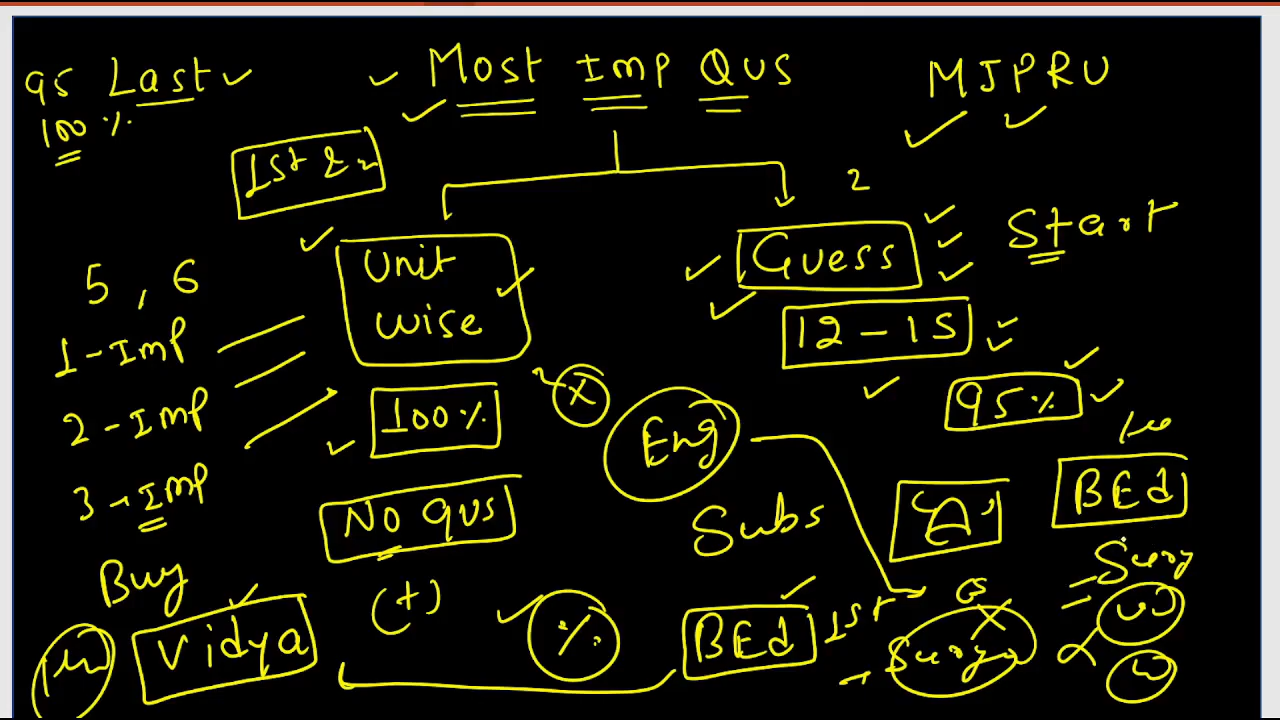 95 Last
Most Imp Qus
MJPRU
100 %
1st &
2
Unit
wise
Guess
Start
5 , 6
12 - 15
1 - Imp
2 - Imp
3 - Imp
100 %
x
Eng
95 %
BEd
No Qus
Subs
"A"
Buy
(+)
Vidya
%
BEd
1st
Surya